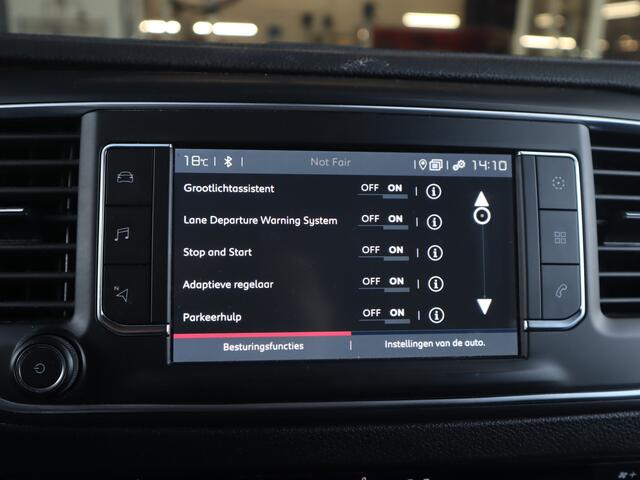 18°C Not Fair 14:10
Grootlichtassistent OFF ON
Lane Departure Warning System OFF ON
Stop and Start OFF ON
Adaptieve regelaar OFF ON
Parkeerhulp OFF ON
Besturingsfuncties Instellingen van de auto.
N